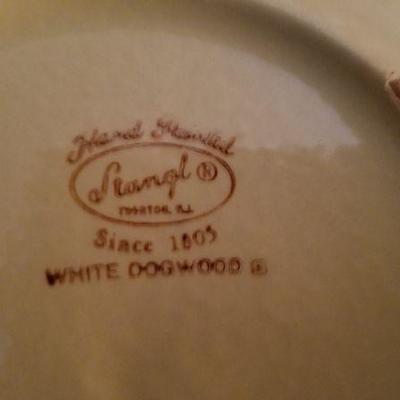 Hand Painted
Stangl ®
TRENTON, N.J.
Since 1805
WHITE DOGWOOD